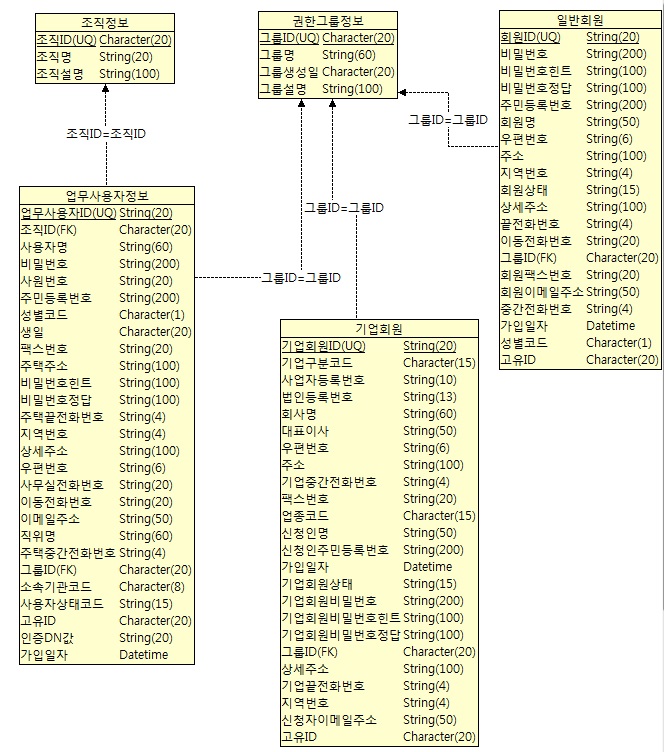 조직정보
조직ID(UQ) Character(20)
조직명 String(20)
조직설명 String(100)
권한그룹정보
그룹ID(UQ) Character(20)
그룹명 String(60)
그룹생성일 Character(20)
그룹설명 String(100)
일반회원
회원ID(UQ) String(20)
비밀번호 String(200)
비밀번호힌트 String(100)
비밀번호정답 String(100)
주민등록번호 String(200)
회원명 String(50)
우편번호 String(6)
주소 String(100)
지역번호 String(4)
회원상태 String(15)
상세주소 String(100)
끝전화번호 String(4)
이동전화번호 String(20)
그룹ID(FK) Character(20)
회원팩스번호 String(20)
회원이메일주소 String(50)
중간전화번호 String(4)
가입일자 Datetime
성별코드 Character(1)
고유ID Character(20)
조직ID=조직ID
그룹ID=그룹ID
그룹ID=그룹ID
그룹ID=그룹ID
업무사용자정보
업무사용자ID(UQ) String(20)
조직ID(FK) Character(20)
사용자명 String(60)
비밀번호 String(200)
사원번호 String(20)
주민등록번호 String(200)
성별코드 Character(1)
생일 Character(20)
팩스번호 String(20)
주택주소 String(100)
비밀번호힌트 String(100)
비밀번호정답 String(100)
주택끝전화번호 String(4)
지역번호 String(4)
상세주소 String(100)
우편번호 String(6)
사무실전화번호 String(20)
이동전화번호 String(20)
이메일주소 String(50)
직위명 String(60)
주택중간전화번호 String(4)
그룹ID(FK) Character(20)
소속기관코드 Character(8)
사용자상태코드 String(15)
고유ID Character(20)
인증DN값 String(20)
가입일자 Datetime
기업회원
기업회원ID(UQ) String(20)
기업구분코드 Character(15)
사업자등록번호 String(10)
법인등록번호 String(13)
회사명 String(60)
대표이사 String(50)
우편번호 String(6)
주소 String(100)
기업중간전화번호 String(4)
팩스번호 String(20)
업종코드 Character(15)
신청인명 String(50)
신청인주민등록번호 String(200)
가입일자 Datetime
기업회원상태 String(15)
기업회원비밀번호 String(200)
기업회원비밀번호힌트 String(100)
기업회원비밀번호정답 String(100)
그룹ID(FK) Character(20)
상세주소 String(100)
기업끝전화번호 String(4)
지역번호 String(4)
신청자이메일주소 String(50)
고유ID Character(20)